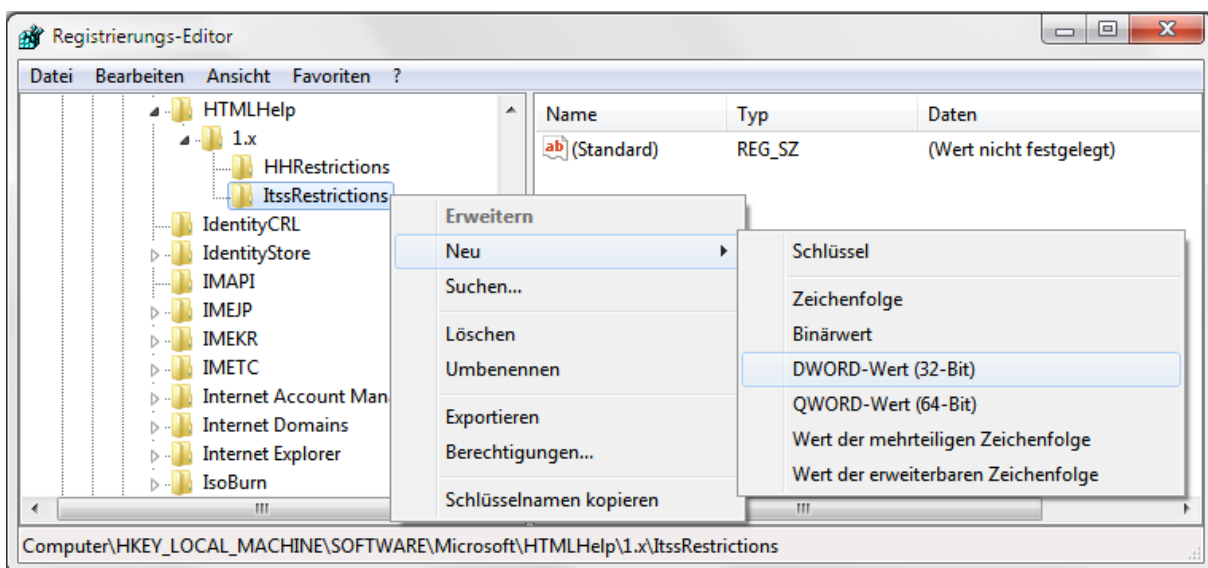 Registrierungs-Editor
Datei Bearbeiten Ansicht Favoriten ?
HTMLHelp
1.x
HHRestrictions
ItssRestrictions
IdentityCRL
IdentityStore
IMAPI
IMEJP
IMEKR
IMETC
Internet Account Man
Internet Domains
Internet Explorer
IsoBurn
Name Typ Daten
ab (Standard) REG_SZ (Wert nicht festgelegt)
Erweitern
Neu
Suchen...
Löschen
Umbenennen
Exportieren
Berechtigungen...
Schlüsselnamen kopieren
Schlüssel
Zeichenfolge
Binärwert
DWORD-Wert (32-Bit)
QWORD-Wert (64-Bit)
Wert der mehrteiligen Zeichenfolge
Wert der erweiterbaren Zeichenfolge
Computer\HKEY_LOCAL_MACHINE\SOFTWARE\Microsoft\HTMLHelp\1.x\ItssRestrictions